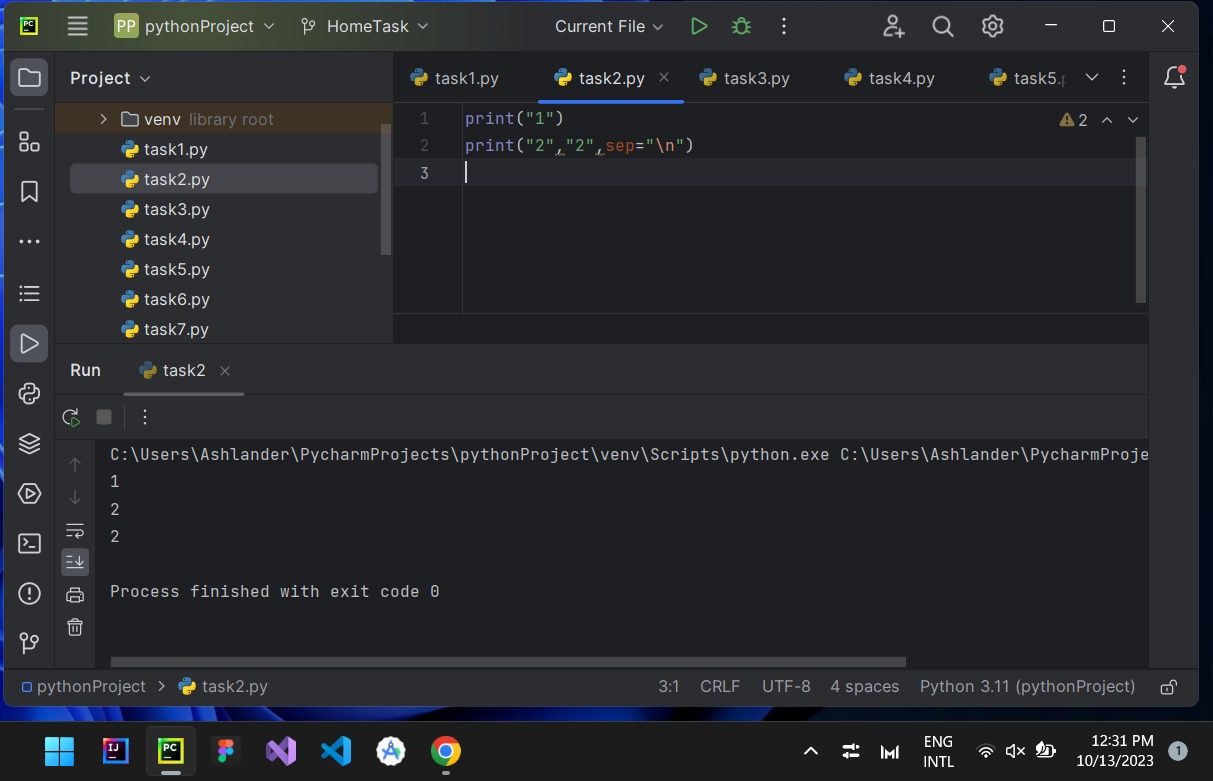 PC PP pythonProject HomeTask Current File
Project task1.py task2.py task3.py task4.py task5.p
venv library root
task1.py
task2.py
task3.py
task4.py
task5.py
task6.py
task7.py
1 print("1") 2
2 print("2","2",sep="\n")
3
Run task2
C:\Users\Ashlander\PycharmProjects\pythonProject\venv\Scripts\python.exe C:\Users\Ashlander\PycharmProje
1
2
2
Process finished with exit code 0
pythonProject task2.py 3:1 CRLF UTF-8 4 spaces Python 3.11 (pythonProject)
IJ PC ENG INTL 12:31 PM 10/13/2023 1